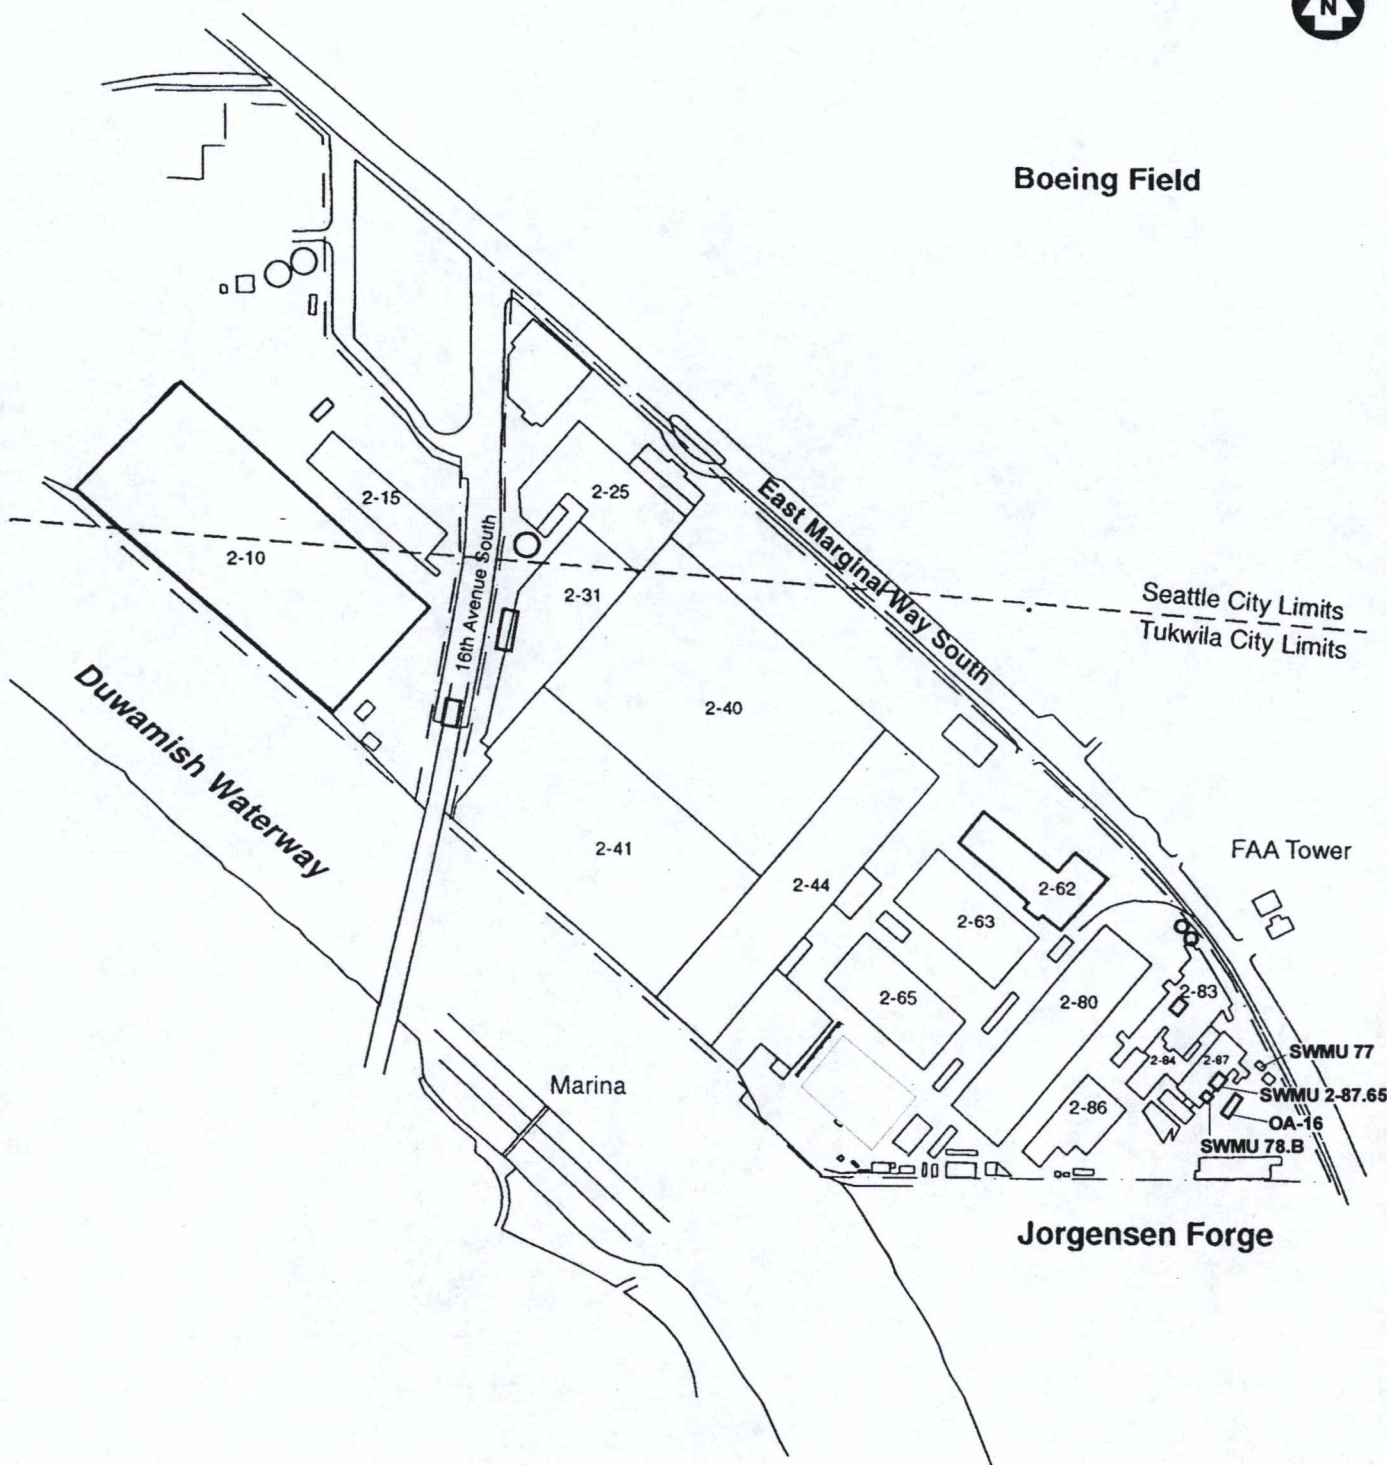 N
Boeing Field
2-15
2-25
2-10
2-31
16th Avenue South
East Marginal Way South
Seattle City Limits
Tukwila City Limits
Duwamish Waterway
2-40
2-41
2-44
2-62
FAA Tower
2-63
2-65
2-80
2-83
2-84
2-87
SWMU 77
SWMU 2-87.65
OA-16
SWMU 78.B
2-86
Marina
Jorgensen Forge